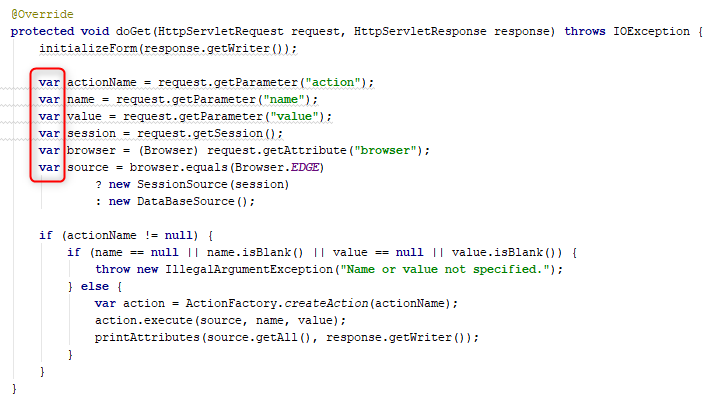 @Override
protected void doGet(HttpServletRequest request, HttpServletResponse response) throws IOException {
    initializeForm(response.getWriter());

    var actionName = request.getParameter("action");
    var name = request.getParameter("name");
    var value = request.getParameter("value");
    var session = request.getSession();
    var browser = (Browser) request.getAttribute("browser");
    var source = browser.equals(Browser.EDGE)
            ? new SessionSource(session)
            : new DataBaseSource();

    if (actionName != null) {
        if (name == null || name.isBlank() || value == null || value.isBlank()) {
            throw new IllegalArgumentException("Name or value not specified.");
        } else {
            var action = ActionFactory.createAction(actionName);
            action.execute(source, name, value);
            printAttributes(source.getAll(), response.getWriter());
        }
    }
}